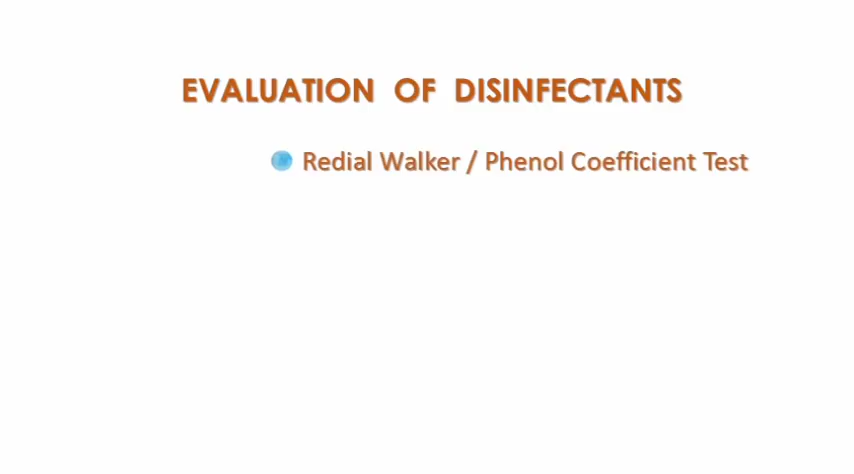 EVALUATION OF DISINFECTANTS
Redial Walker / Phenol Coefficient Test